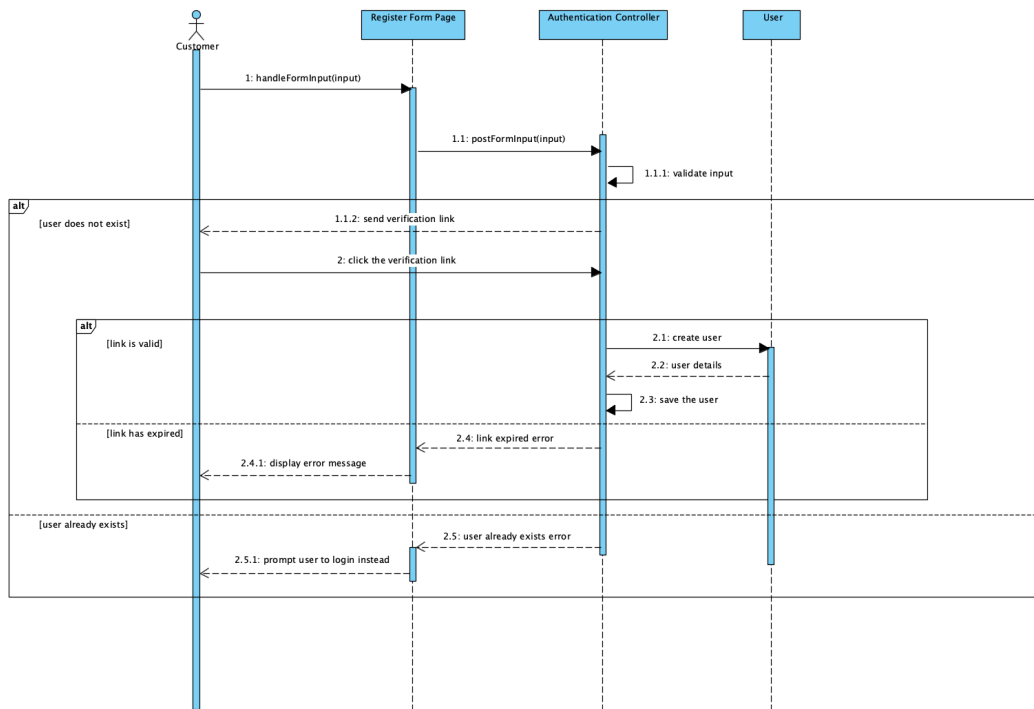 Register Form Page
Authentication Controller
User
Customer
1: handleFormInput(input)
1.1: postFormInput(input)
1.1.1: validate input
alt
[user does not exist]
1.1.2: send verification link
2: click the verification link
alt
[link is valid]
2.1: create user
2.2: user details
2.3: save the user
[link has expired]
2.4: link expired error
2.4.1: display error message
[user already exists]
2.5: user already exists error
2.5.1: prompt user to login instead